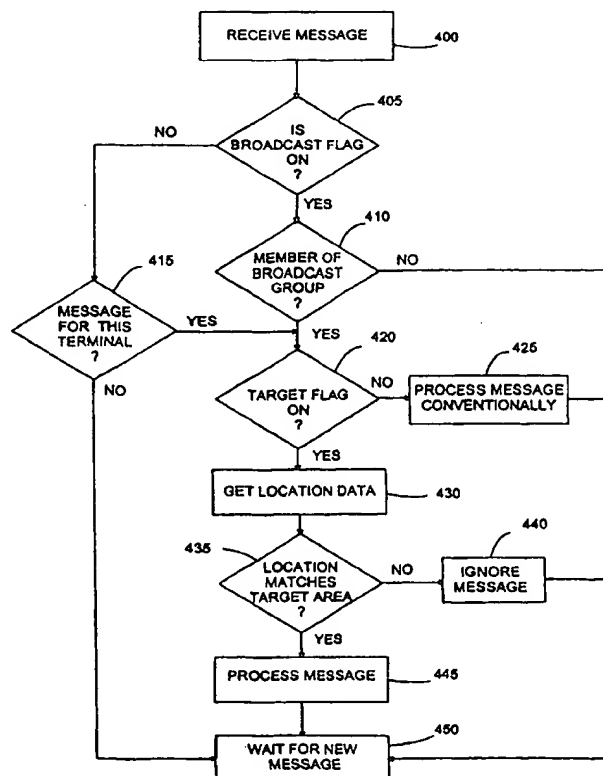 RECEIVE MESSAGE
400
405
NO
IS
BROADCAST FLAG
ON
?
YES
410
415
MEMBER OF
BROADCAST
GROUP
?
NO
MESSAGE
FOR THIS
TERMINAL
?
YES
YES
420
425
NO
TARGET FLAG
ON
?
NO
PROCESS MESSAGE
CONVENTIONALLY
YES
GET LOCATION DATA
430
435
440
LOCATION
MATCHES
TARGET AREA
?
NO
IGNORE
MESSAGE
YES
PROCESS MESSAGE
445
450
WAIT FOR NEW
MESSAGE